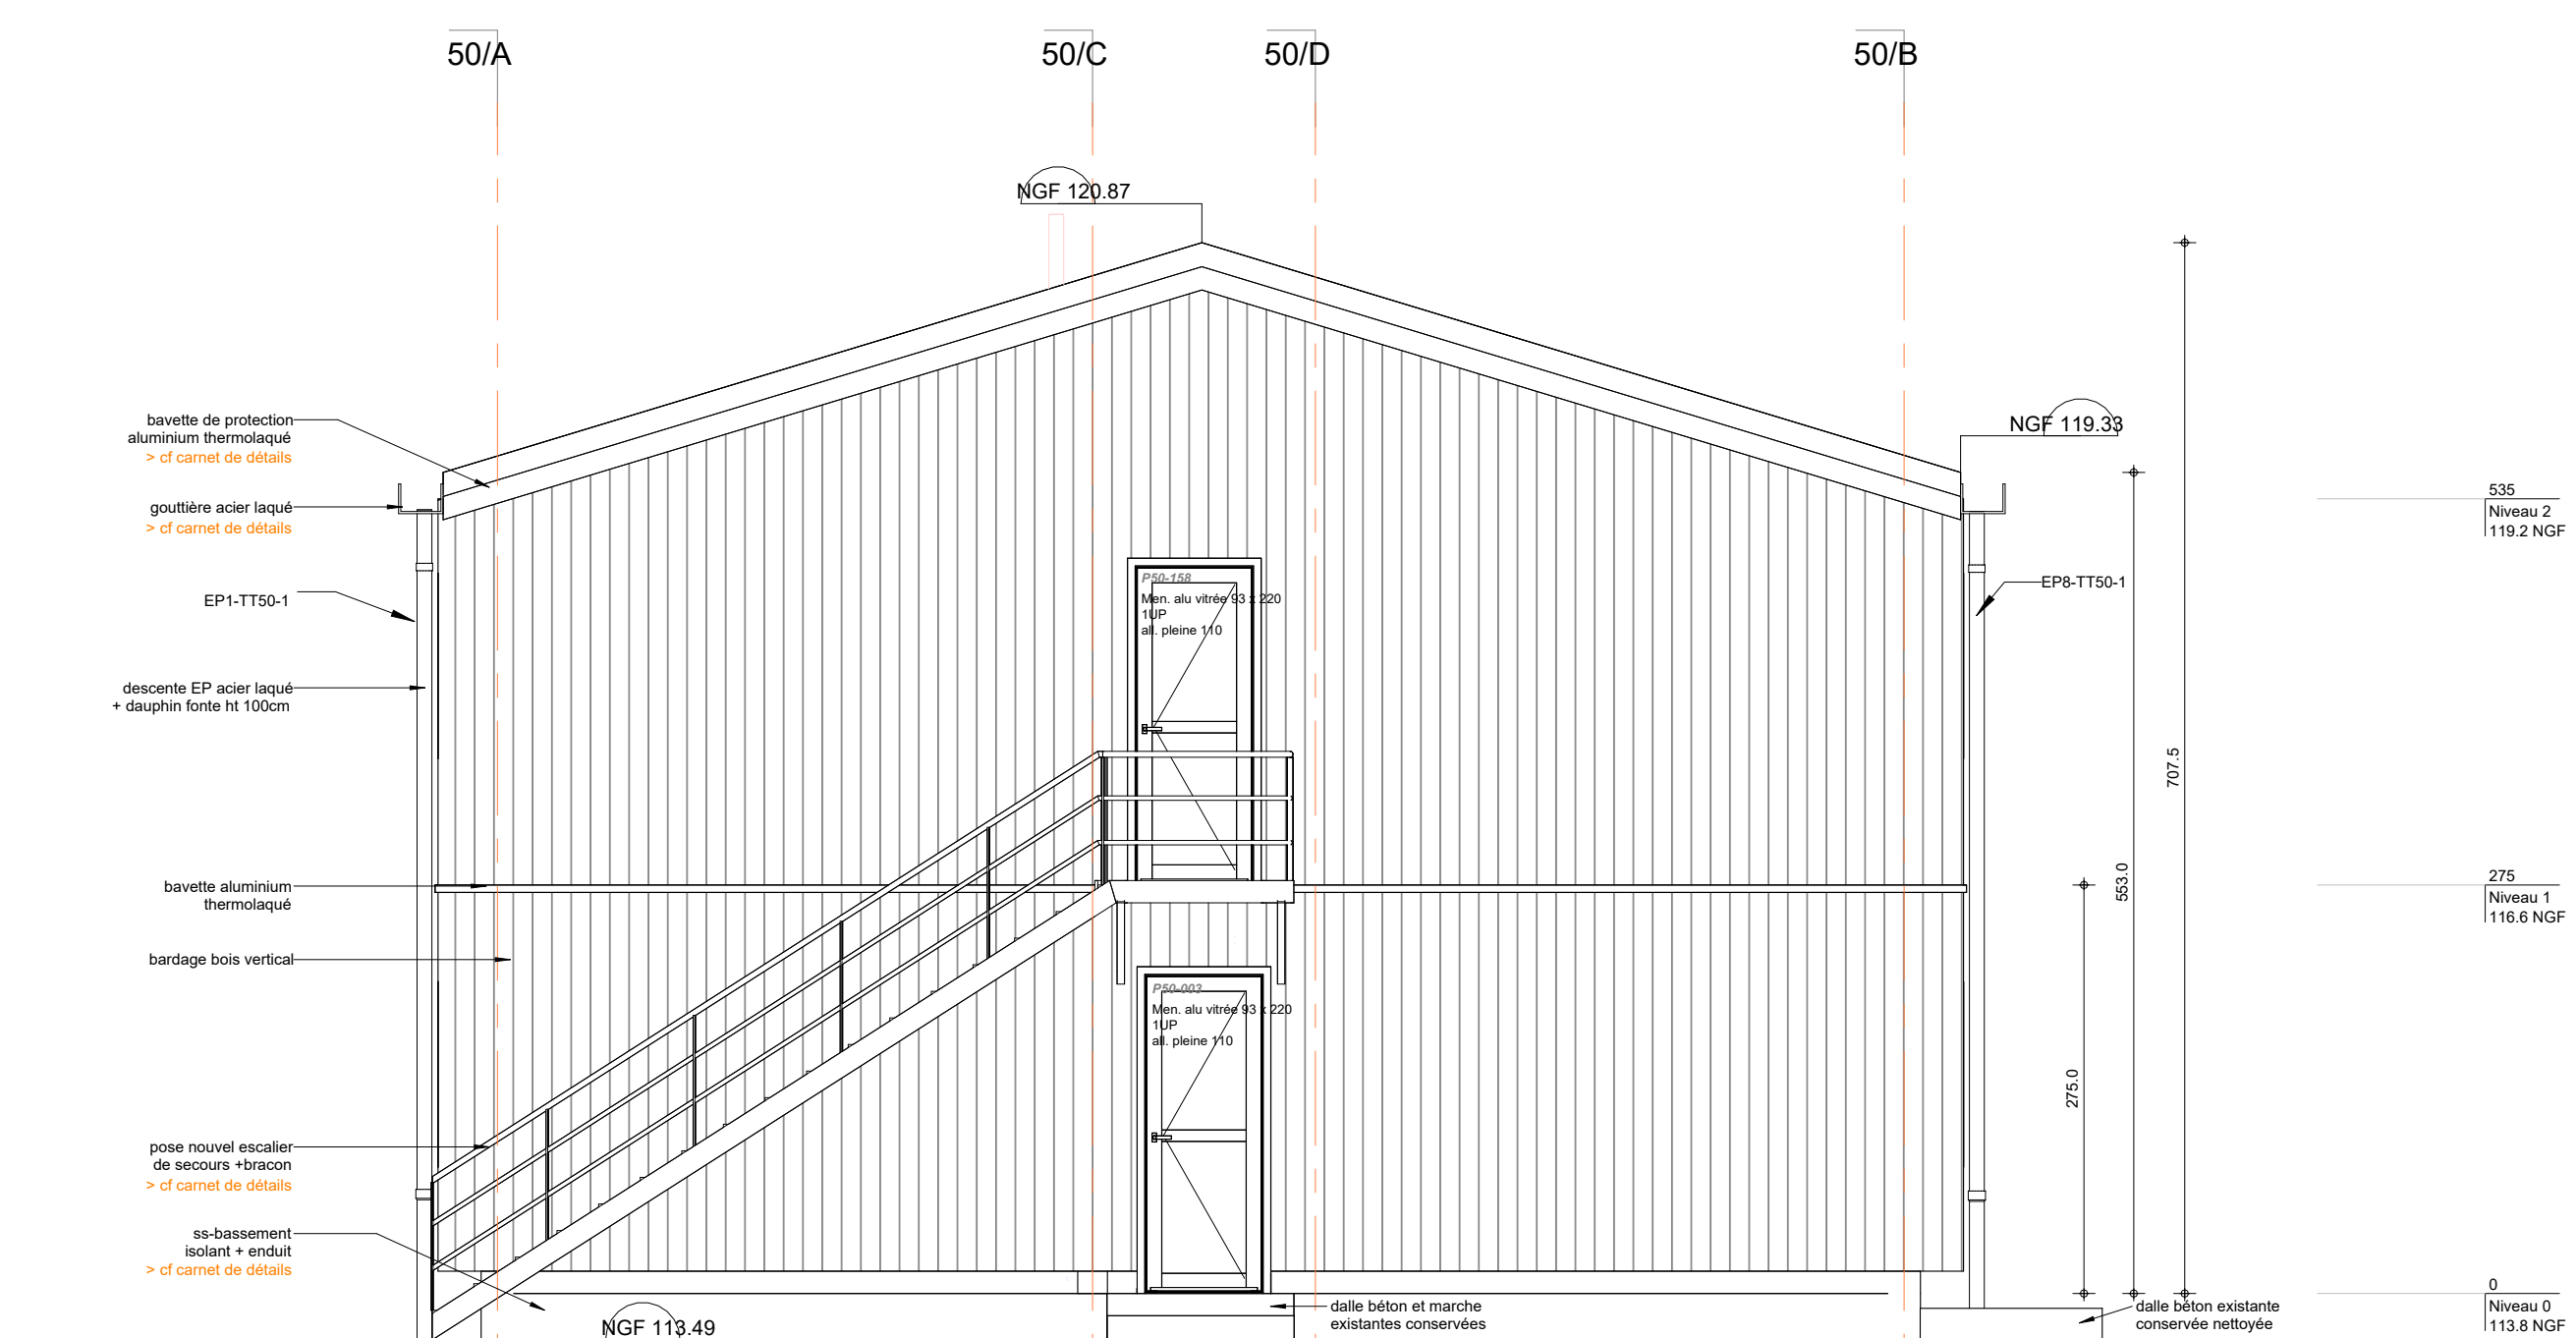 50/A
50/C
50/D
50/B
NGF 120.87
NGF 119.33
bavette de protection
aluminium thermolaqué
> cf carnet de détails
gouttière acier laqué
> cf carnet de détails
EP1-TT50-1
descente EP acier laqué
+ dauphin fonte ht 100cm
bavette aluminium
thermolaqué
bardage bois vertical
pose nouvel escalier
de secours +bracon
> cf carnet de détails
ss-bassement
isolant + enduit
> cf carnet de détails
NGF 113.49
P50-158
Men. alu vitrée 93 x 220
1UP
all. pleine 110
P50-003
Men. alu vitrée 93 x 220
1UP
all. pleine 110
dalle béton et marche
existantes conservées
EP8-TT50-1
275.0
553.0
707.5
dalle béton existante
conservée nettoyée
535
Niveau 2
119.2 NGF
275
Niveau 1
116.6 NGF
0
Niveau 0
113.8 NGF